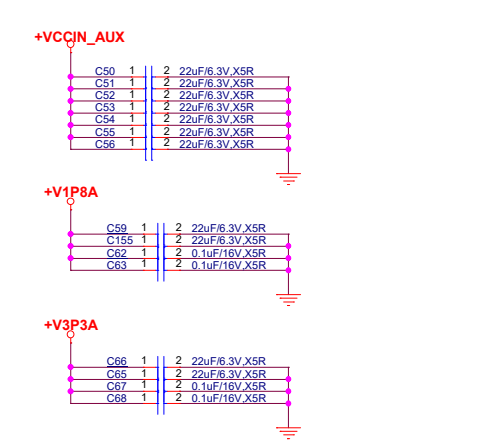 +VCCIN_AUX
C50 1 2 22uF/6.3V,X5R
C51 1 2 22uF/6.3V,X5R
C52 1 2 22uF/6.3V,X5R
C53 1 2 22uF/6.3V,X5R
C54 1 2 22uF/6.3V,X5R
C55 1 2 22uF/6.3V,X5R
C56 1 2 22uF/6.3V,X5R
+V1P8A
C59 1 2 22uF/6.3V,X5R
C155 1 2 22uF/6.3V,X5R
C62 1 2 0.1uF/16V,X5R
C63 1 2 0.1uF/16V,X5R
+V3P3A
C66 1 2 22uF/6.3V,X5R
C65 1 2 22uF/6.3V,X5R
C67 1 2 0.1uF/16V,X5R
C68 1 2 0.1uF/16V,X5R